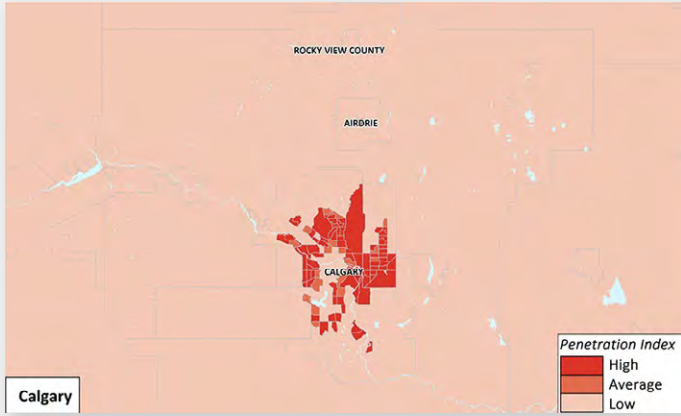 ROCKY VIEW COUNTY
AIRDRIE
CALGARY
Penetration Index
High
Average
Low
Calgary